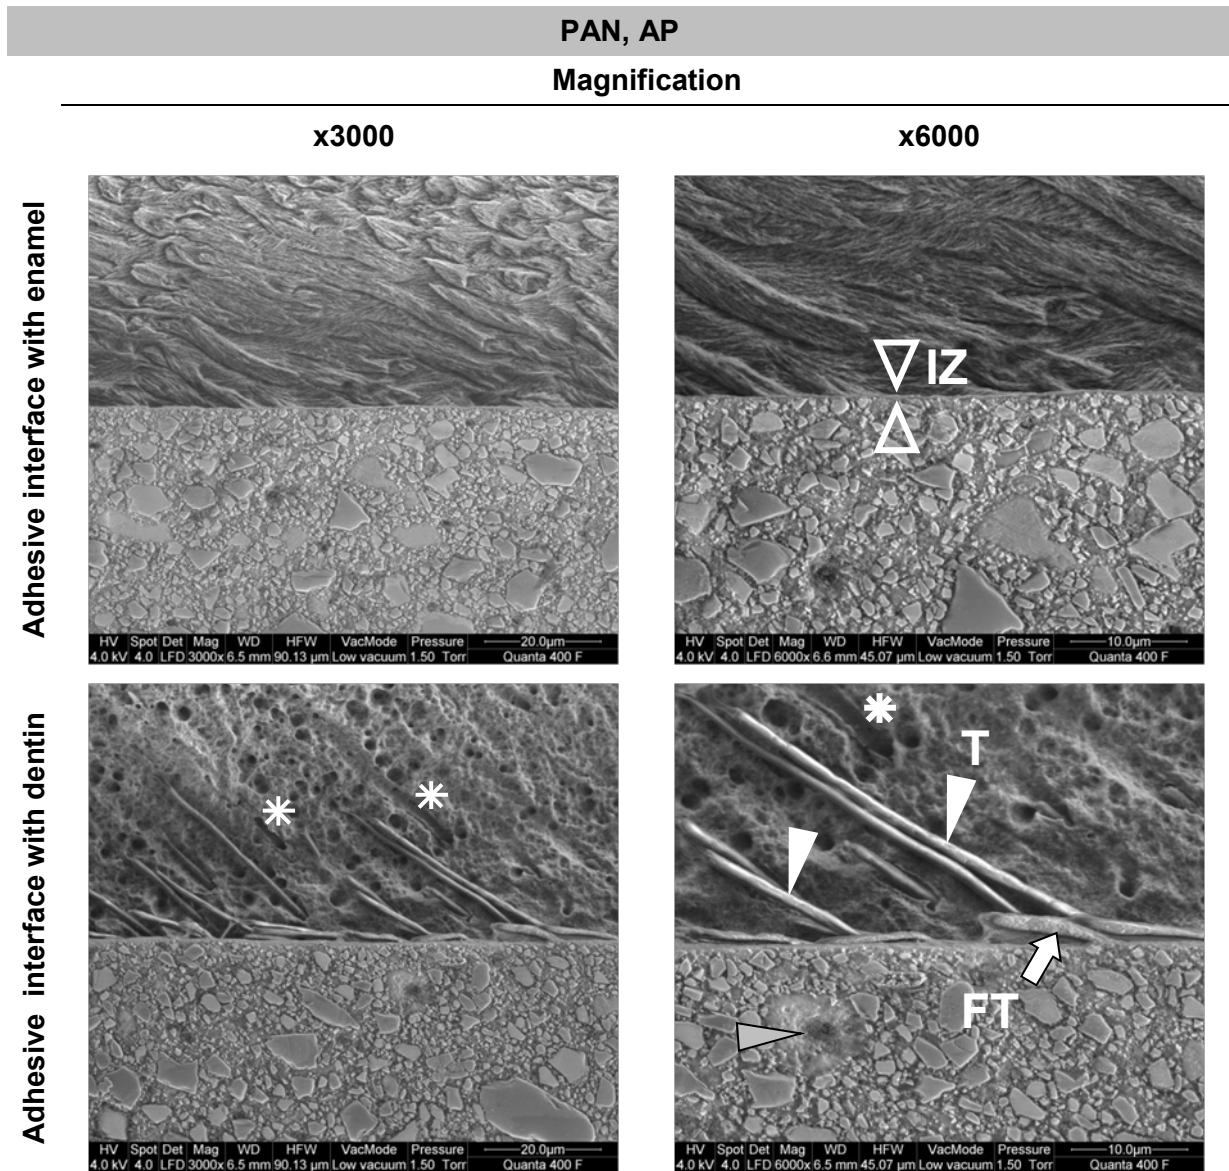 PAN, AP
Magnification
x3000 x6000
Adhesive interface with enamel
IZ
HV Spot Det Mag WD HFW VacMode Pressure 20.0µm
4.0 kV 4.0 LFD 3000x 6.5 mm 90.13 µm Low vacuum 1.50 Torr Quanta 400 F
HV Spot Det Mag WD HFW VacMode Pressure 10.0µm
4.0 kV 4.0 LFD 6000x 6.6 mm 45.07 µm Low vacuum 1.50 Torr Quanta 400 F
Adhesive interface with dentin
T
FT
HV Spot Det Mag WD HFW VacMode Pressure 20.0µm
4.0 kV 4.0 LFD 3000x 6.5 mm 90.13 µm Low vacuum 1.50 Torr Quanta 400 F
HV Spot Det Mag WD HFW VacMode Pressure 10.0µm
4.0 kV 4.0 LFD 6000x 6.5 mm 45.07 µm Low vacuum 1.50 Torr Quanta 400 F